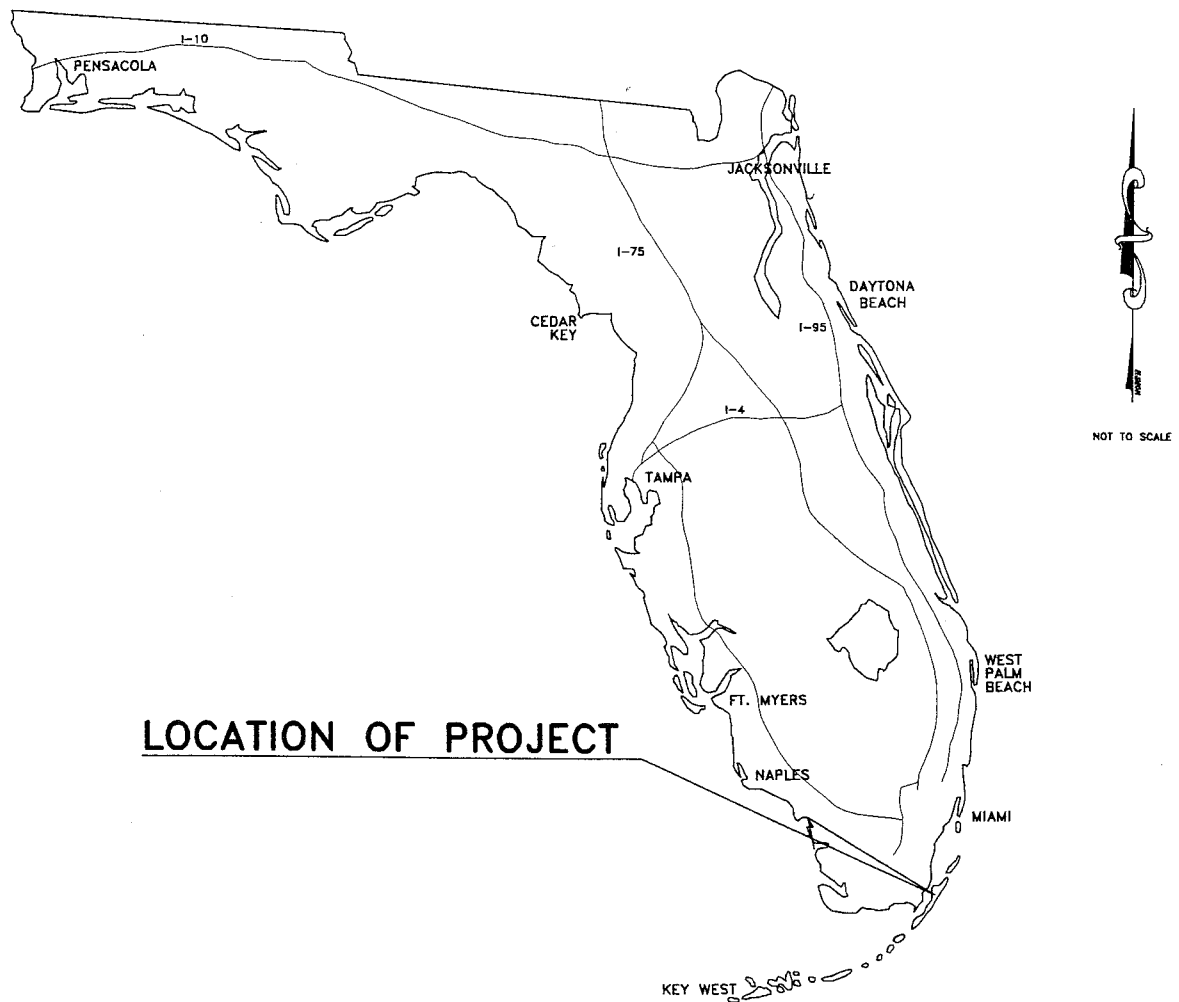 I-10
PENSACOLA
JACKSONVILLE
I-75
DAYTONA
BEACH
CEDAR
KEY
I-95
I-4
NOT TO SCALE
TAMPA
WEST
PALM
BEACH
FT. MYERS
LOCATION OF PROJECT
NAPLES
MIAMI
KEY WEST